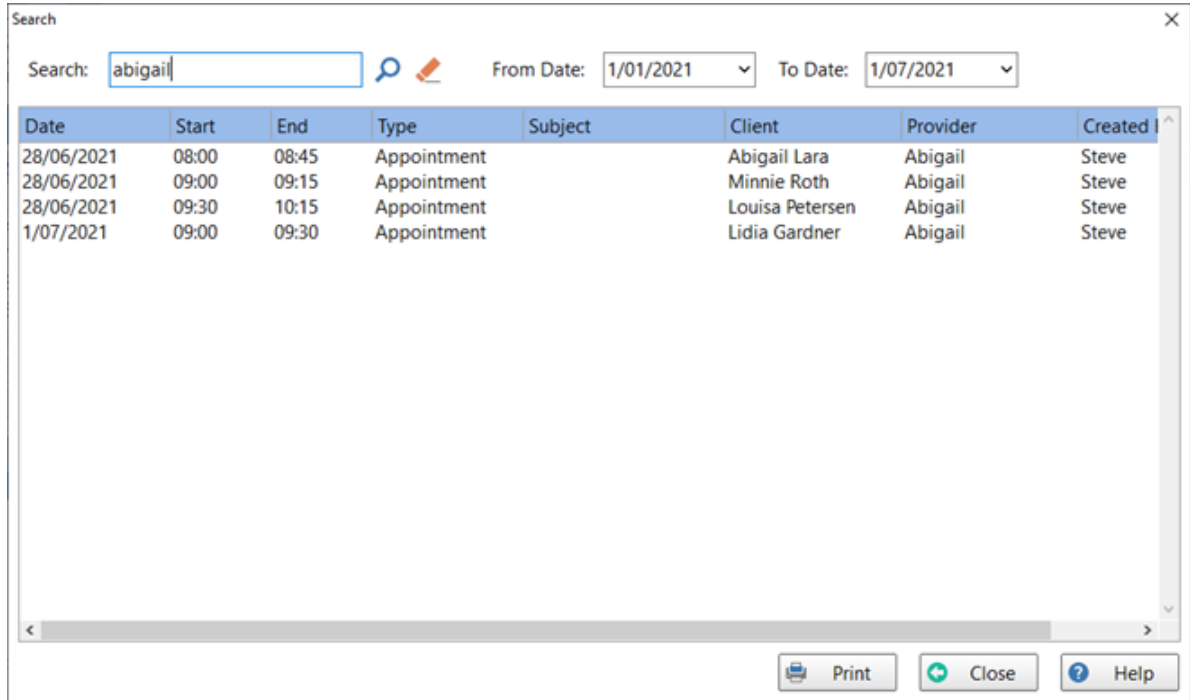 Search
Search: abigail From Date: 1/01/2021 To Date: 1/07/2021
Date Start End Type Subject Client Provider Created
28/06/2021 08:00 08:45 Appointment Abigail Lara Abigail Steve
28/06/2021 09:00 09:15 Appointment Minnie Roth Abigail Steve
28/06/2021 09:30 10:15 Appointment Louisa Petersen Abigail Steve
1/07/2021 09:00 09:30 Appointment Lidia Gardner Abigail Steve
Print Close Help